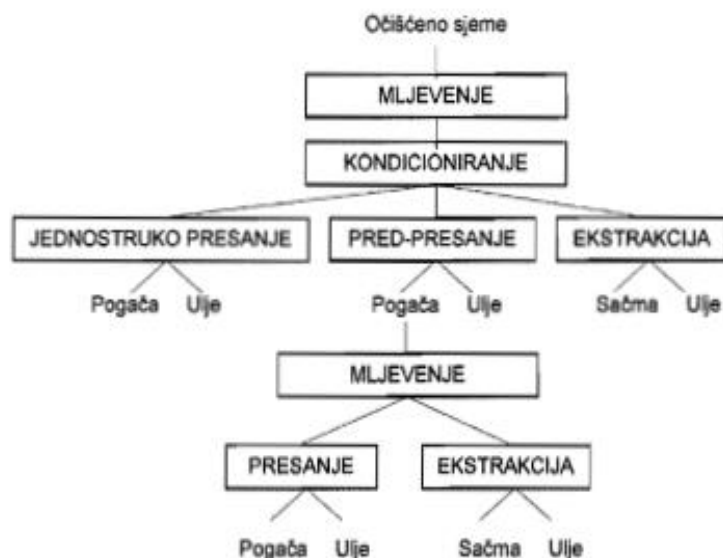 Očišćeno sjeme
MLJEVENJE
KONDICIONIRANJE
JEDNOSTRUKO PRESANJE PRED-PRESANJE EKSTRAKCIJA
Pogača Ulje Pogača Ulje Sačma Ulje
MLJEVENJE
PRESANJE EKSTRAKCIJA
Pogača Ulje Sačma Ulje